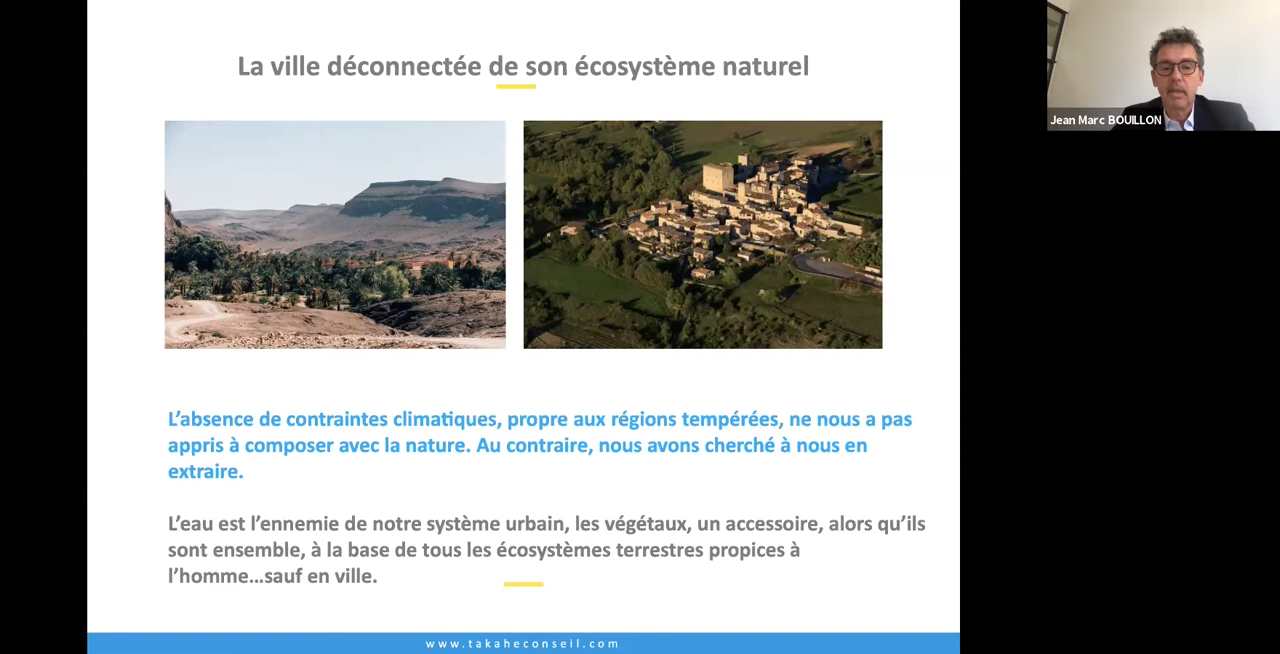 La ville déconnectée de son écosystème naturel
Jean Marc BOUILLON
L’absence de contraintes climatiques, propre aux régions tempérées, ne nous a pas
appris à composer avec la nature. Au contraire, nous avons cherché à nous en
extraire.
L’eau est l’ennemie de notre système urbain, les végétaux, un accessoire, alors qu’ils
sont ensemble, à la base de tous les écosystèmes terrestres propices à
l’homme…sauf en ville.
www.takaheconseil.com